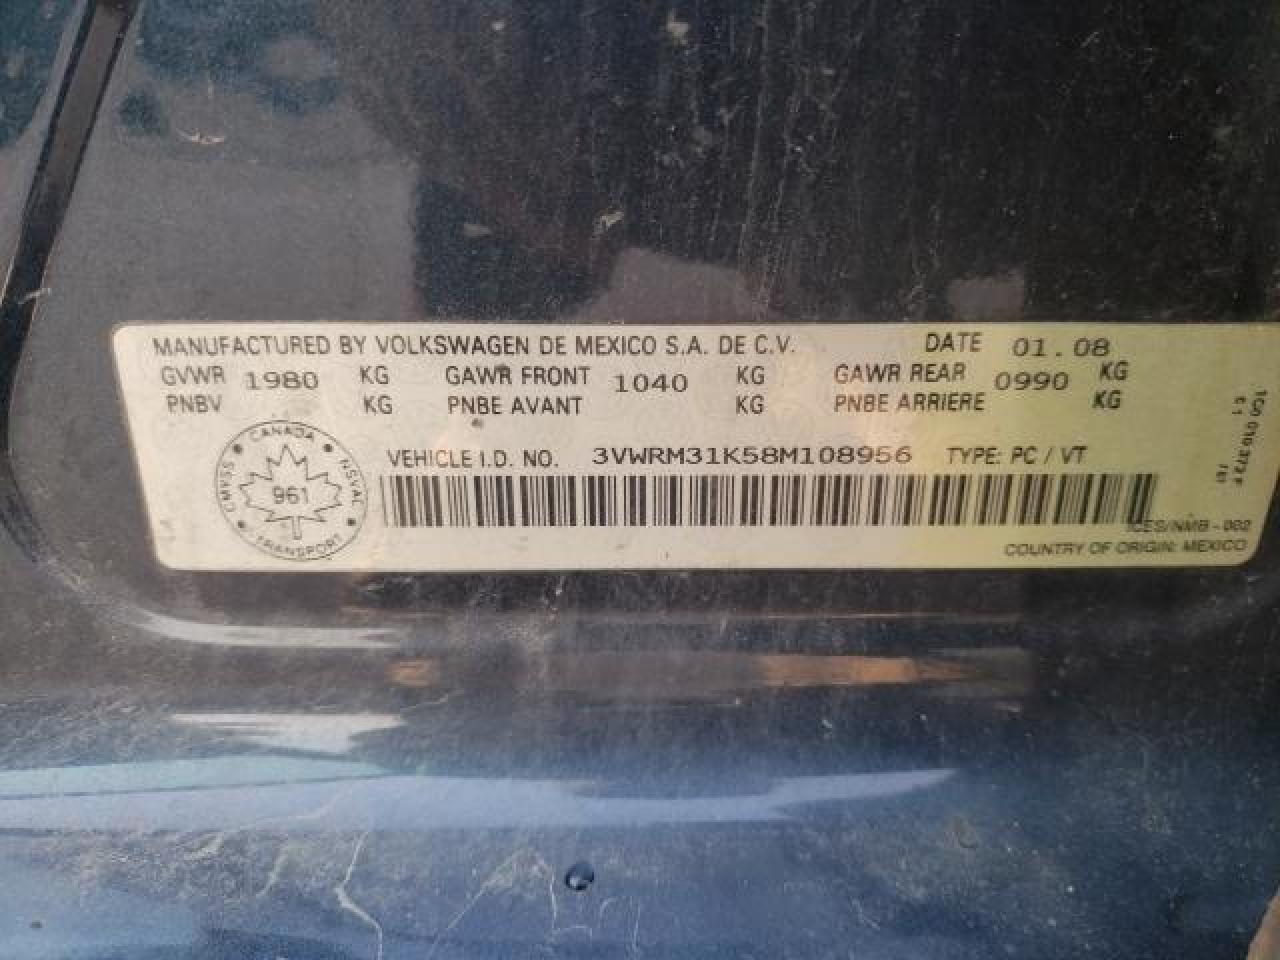 MANUFACTURED BY VOLKSWAGEN DE MEXICO S.A. DE C.V. DATE 01.08
GVWR 1980 KG GAWR FRONT 1040 KG GAWR REAR 0990 KG
PNBV KG PNBE AVANT KG PNBE ARRIERE KG
VEHICLE I.D. NO. 3VWRM31K58M108956 TYPE: PC / VT
CANADA
CMVSS 961 NSVAC
TRANSPORT
ICES/NMB-002
COUNTRY OF ORIGIN: MEXICO